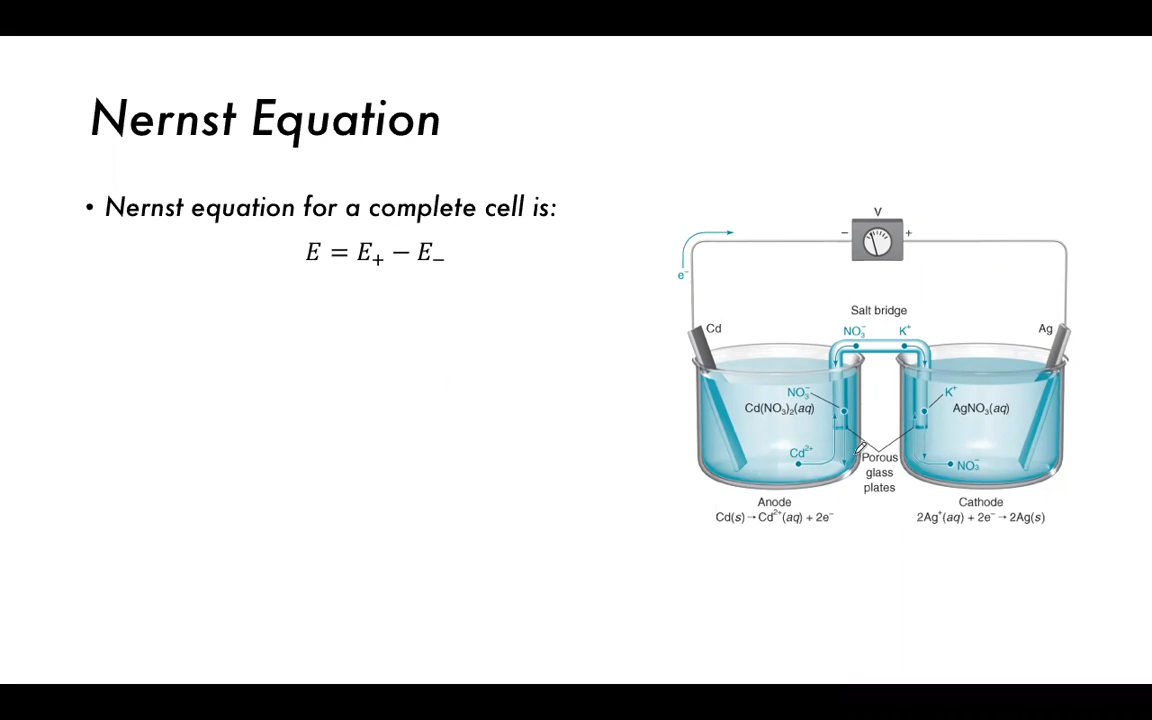 Nernst Equation
• Nernst equation for a complete cell is:
E = E₊ − E₋
V
− +
e⁻
Salt bridge
Cd
NO₃⁻ K⁺
Ag
NO₃⁻
K⁺
Cd(NO₃)₂(aq)
AgNO₃(aq)
Cd²⁺
Porous
glass
plates
NO₃⁻
Anode
Cd(s) → Cd²⁺(aq) + 2e⁻
Cathode
2Ag⁺(aq) + 2e⁻ → 2Ag(s)